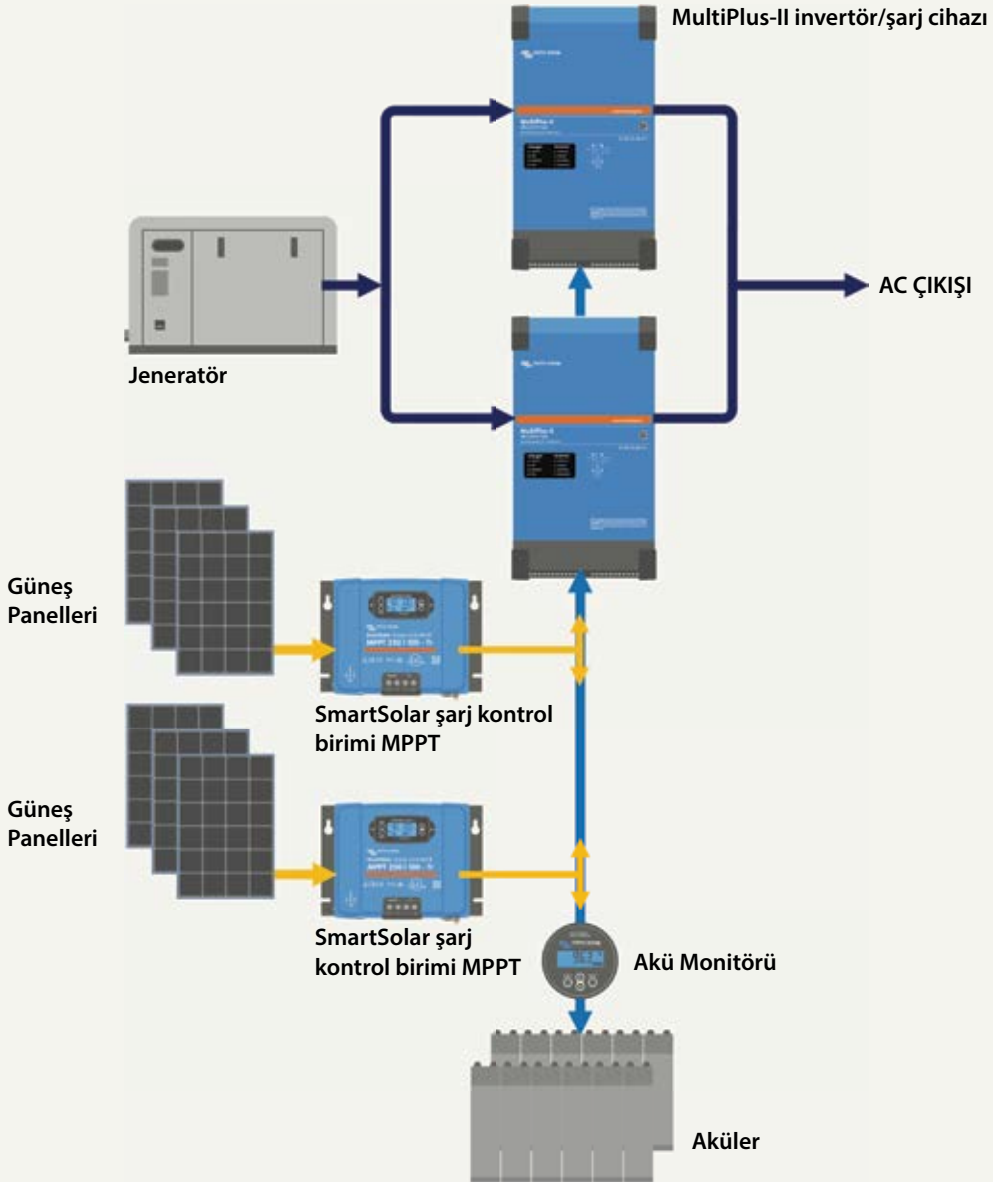 MultiPlus-II invertör/şarj cihazı
AC ÇIKIŞI
Jeneratör
Güneş
Panelleri
SmartSolar şarj kontrol
birimi MPPT
Güneş
Panelleri
SmartSolar şarj
kontrol birimi MPPT
Akü Monitörü
Aküler